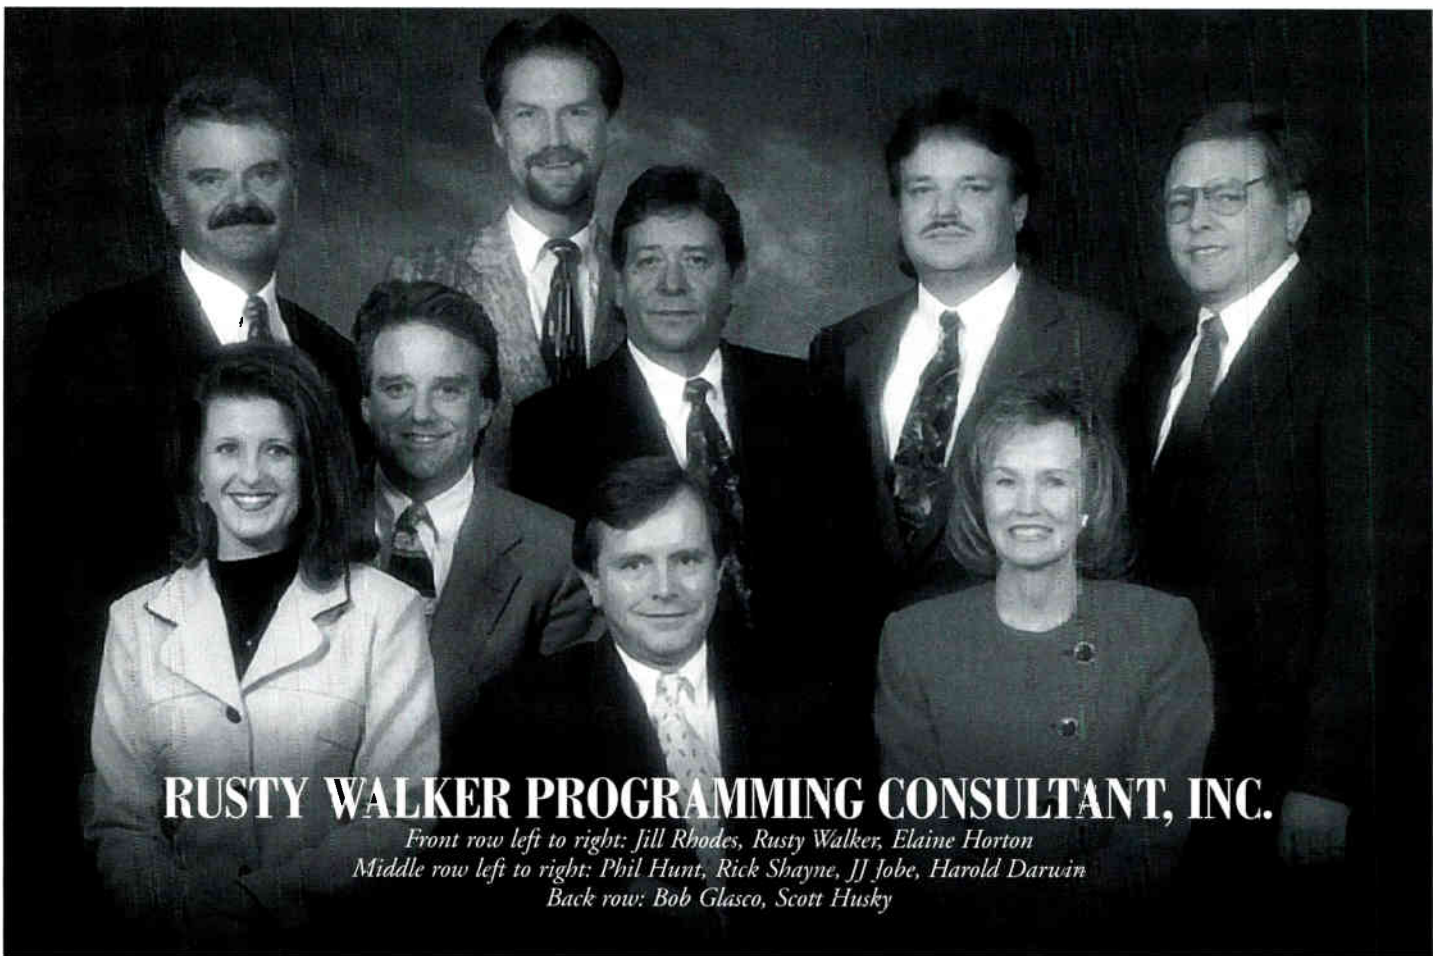 RUSTY WALKER PROGRAMMING CONSULTANT, INC.
Front row left to right: Jill Rhodes, Rusty Walker, Elaine Horton
Middle row left to right: Phil Hunt, Rick Shayne, JJ Jobe, Harold Darwin
Back row: Bob Glasco, Scott Husky